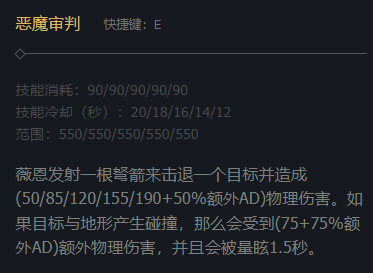 恶魔审判 快捷键：E
技能消耗：90/90/90/90/90
技能冷却（秒）：20/18/16/14/12
范围：550/550/550/550/550
薇恩发射一根弩箭来击退一个目标并造成
(50/85/120/155/190+50%额外AD)物理伤害。如
果目标与地形产生碰撞，那么会受到(75+75%额
外AD)额外物理伤害，并且会被晕眩1.5秒。